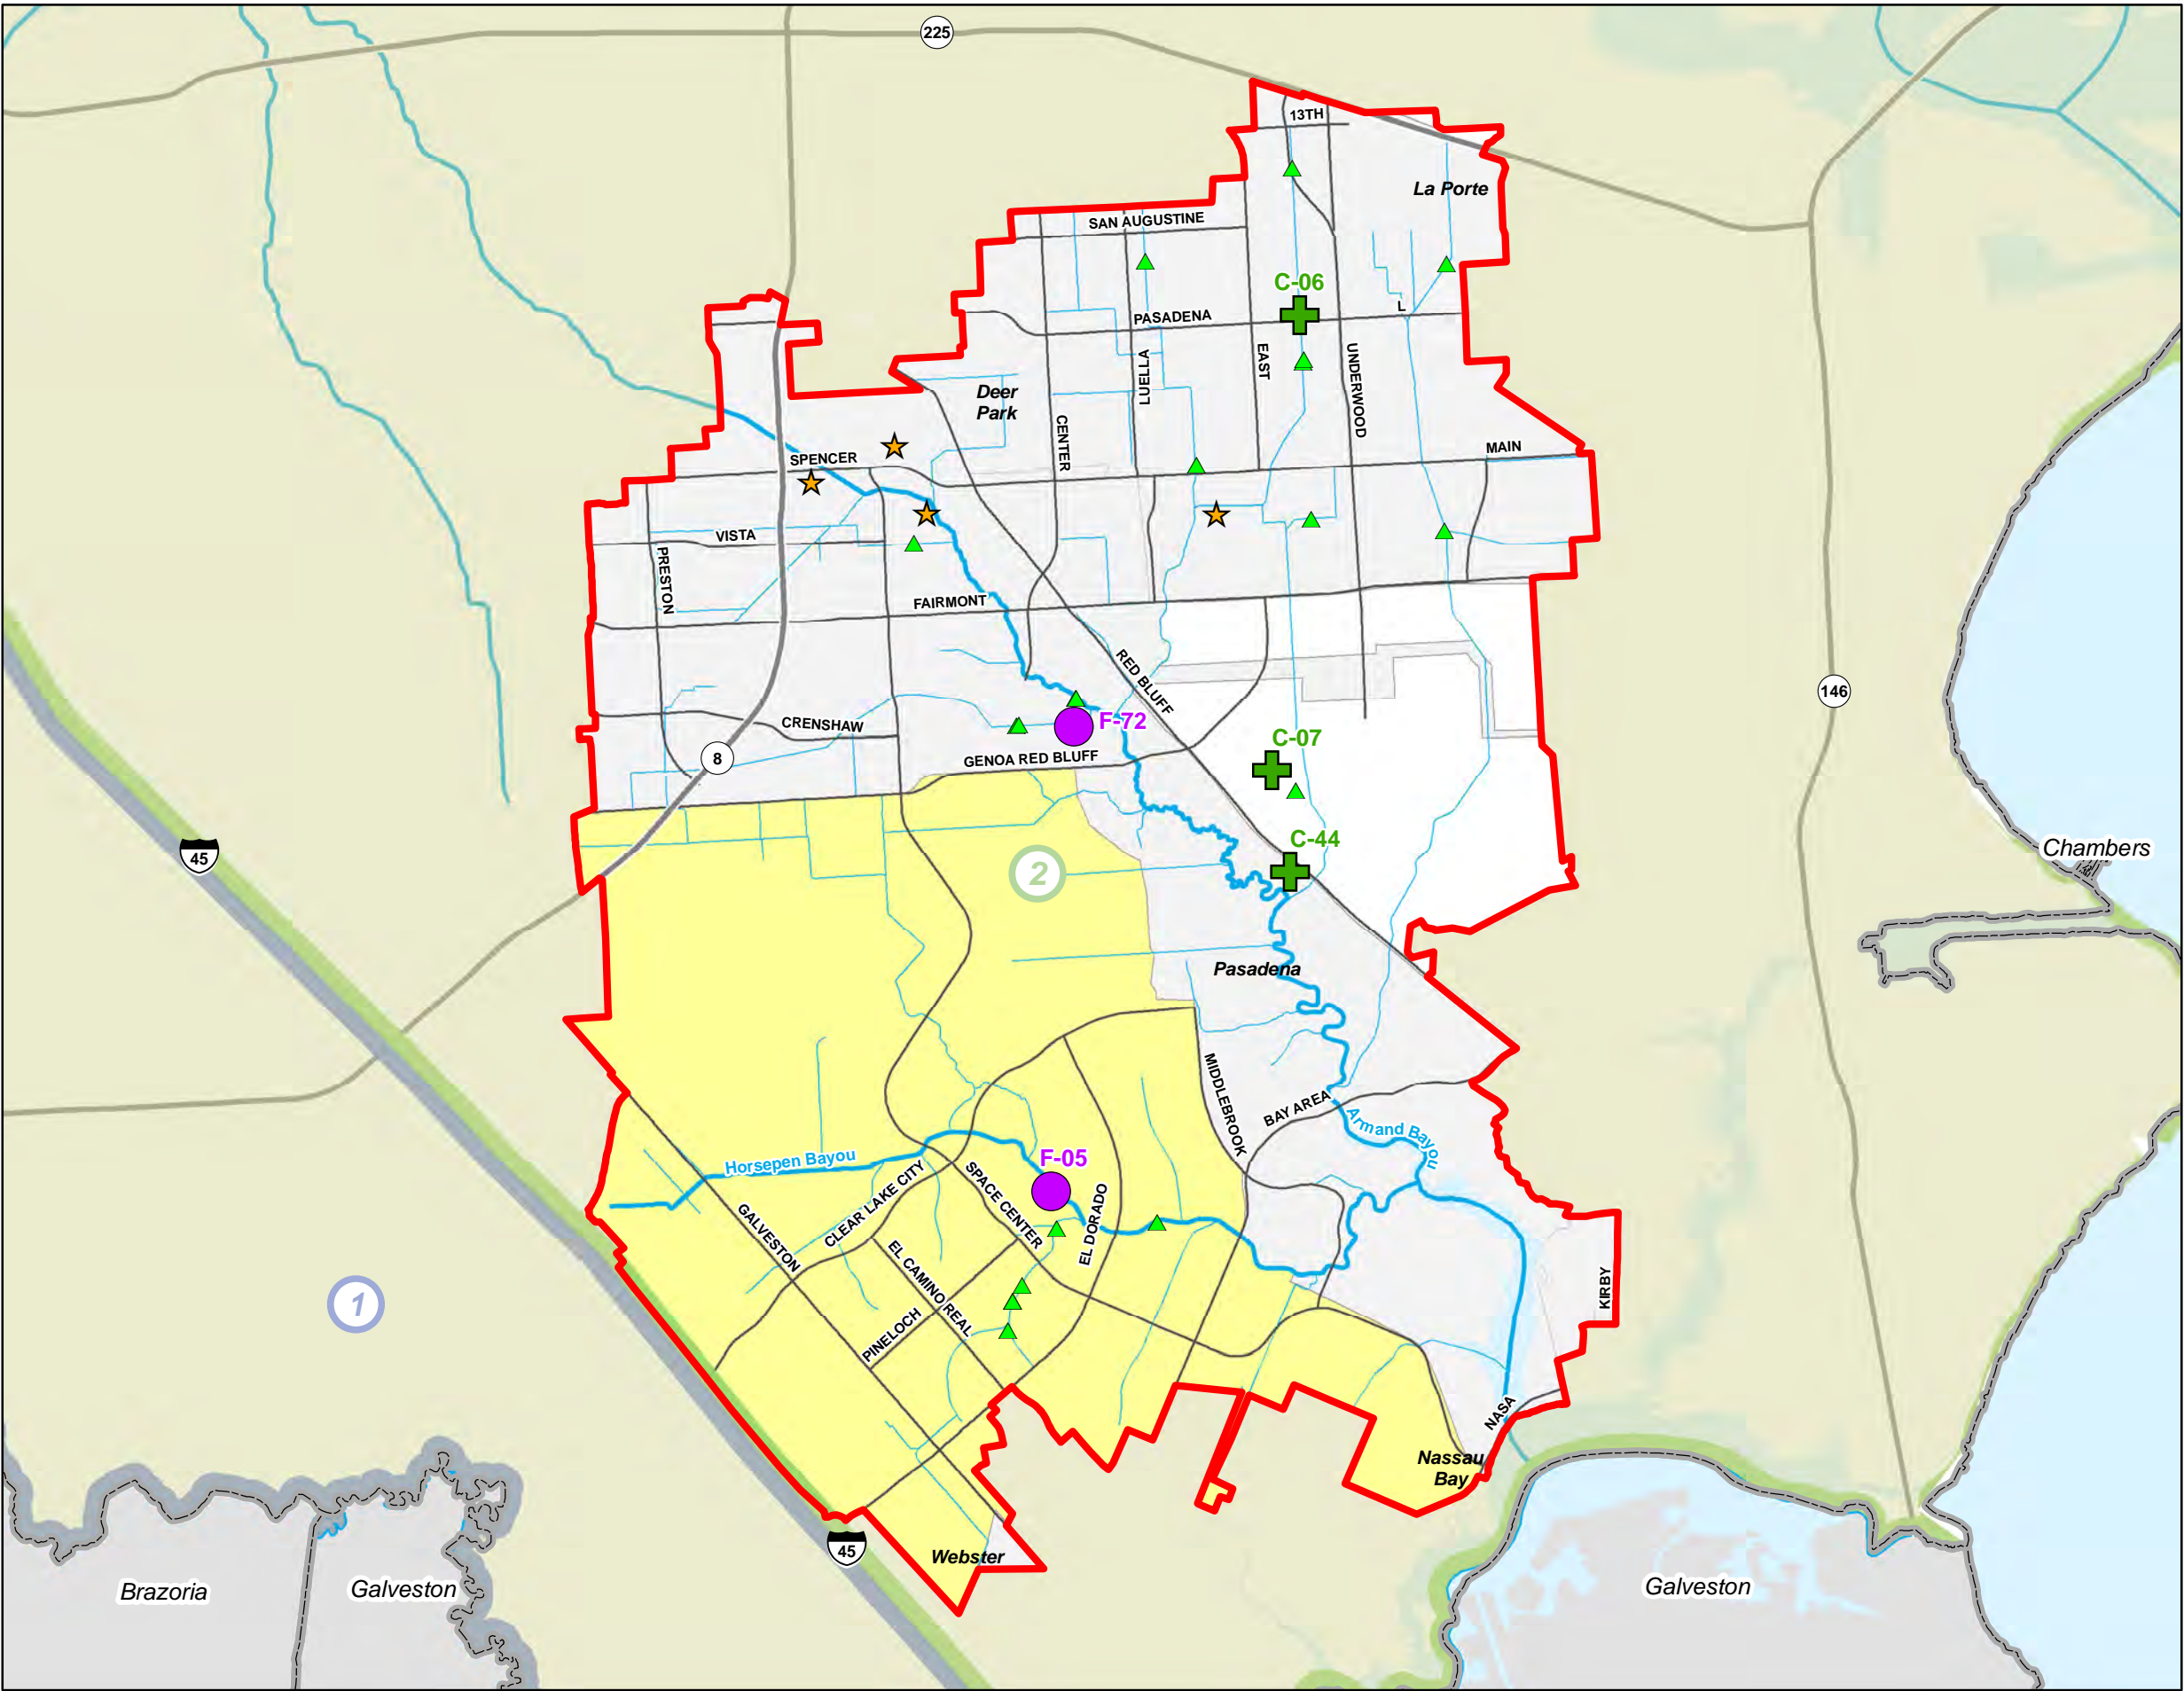 225
13TH
La Porte
SAN AUGUSTINE
C-06
L
PASADENA
EAST
LUELLA
UNDERWOOD
Deer
Park
CENTER
MAIN
SPENCER
VISTA
PRESTON
FAIRMONT
RED BLUFF
146
F-72
CRENSHAW
C-07
8
GENOA RED BLUFF
C-44
45
Chambers
2
Pasadena
MIDDLEBROOK
BAY AREA
Armand Bayou
Horsepen Bayou
F-05
SPACE CENTER
CLEAR LAKE CITY
EL DORADO
GALVESTON
EL CAMINO REAL
KIRBY
1
PINELOCH
NASA
Nassau
Bay
45
Webster
Brazoria
Galveston
Galveston